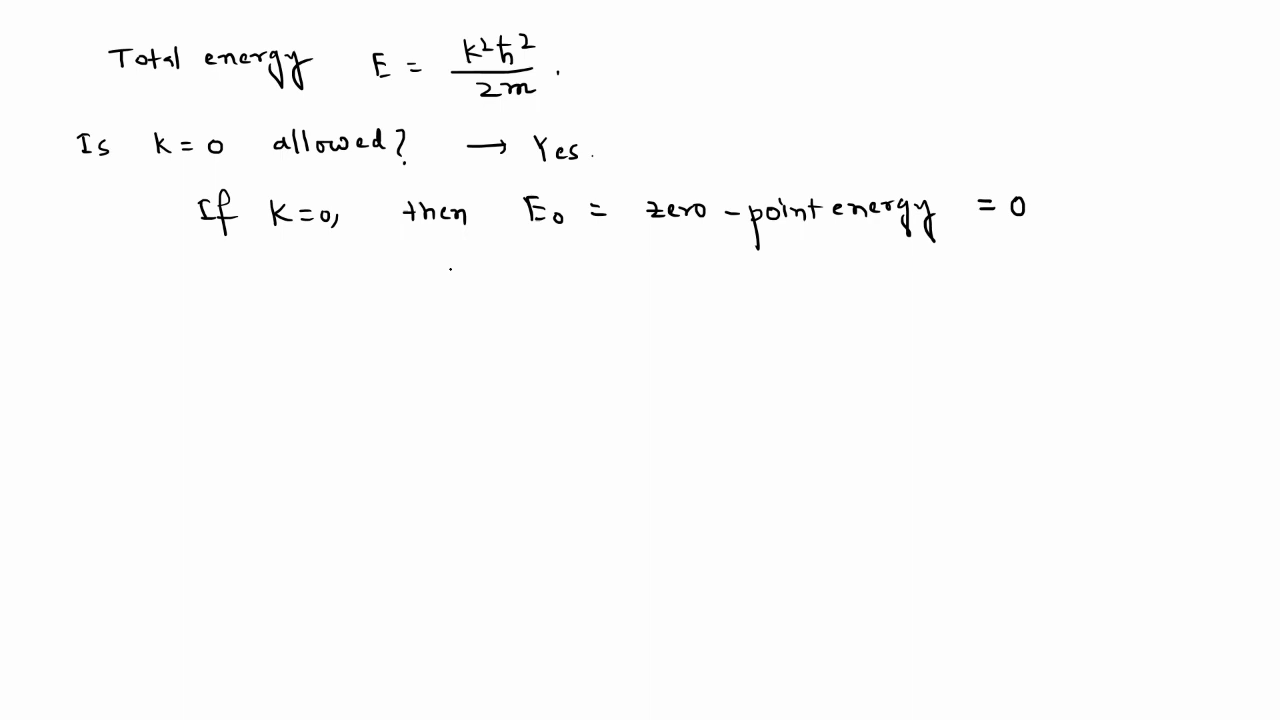 Total energy E = k²ħ²/2m.
Is k = 0 allowed? → Yes.
If k = 0, then E₀ = zero-point energy = 0